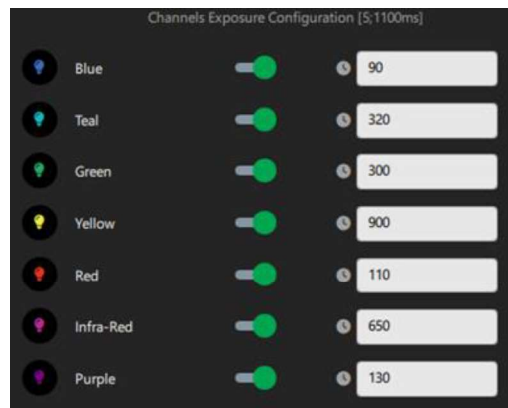 Channels Exposure Configuration [5;1100ms]
Blue 90
Teal 320
Green 300
Yellow 900
Red 110
Infra-Red 650
Purple 130